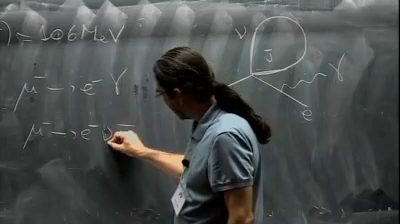 ) = 106 MeV
μ⁻ → e⁻ γ
μ⁻ → e⁻ ν
ν
γ
e